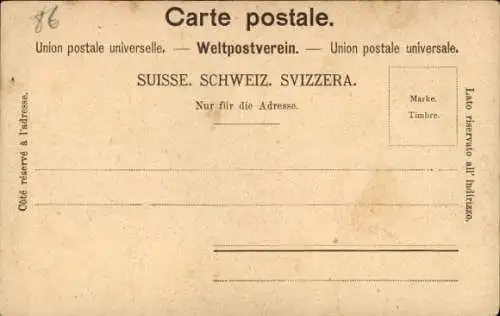 86
Carte postale.
Union postale universelle. — Weltpostverein. — Unione postale universale.
SUISSE. SCHWEIZ. SVIZZERA.
Nur für die Adresse.
Marke.
Timbre.
Côté réservé à l'adresse.
Lato riservato all' indirizzo.